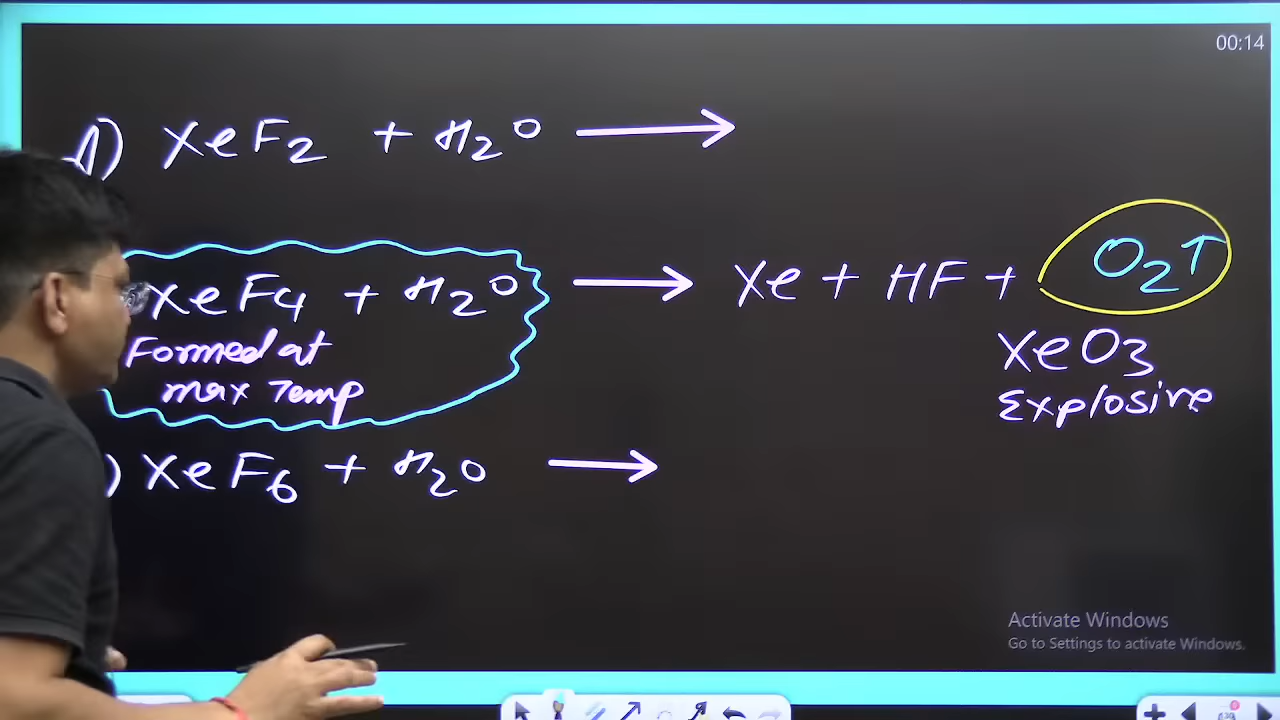 00:14
1) XeF2 + H2O →
XeF4 + H2O → Xe + HF + O2↑
Formed at
max Temp
XeO3
Explosive
) XeF6 + H2O →
Activate Windows
Go to Settings to activate Windows.